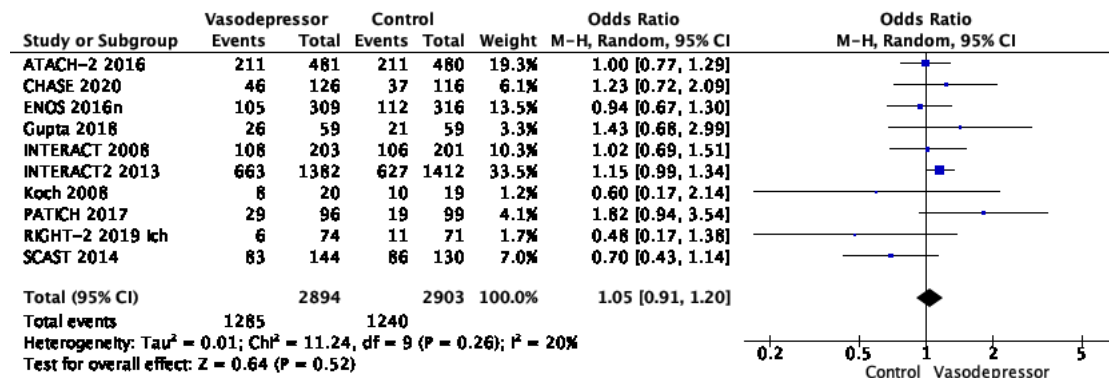 Vasodepressor Control Odds Ratio Odds Ratio
Study or Subgroup Events Total Events Total Weight M-H, Random, 95% CI M-H, Random, 95% CI
ATACH-2 2016 211 481 211 480 19.3% 1.00 [0.77, 1.29]
CHASE 2020 46 126 37 116 6.1% 1.23 [0.72, 2.09]
ENOS 2016n 105 309 112 316 13.5% 0.94 [0.67, 1.30]
Gupta 2018 26 59 21 59 3.3% 1.43 [0.68, 2.99]
INTERACT 2008 108 203 106 201 10.3% 1.02 [0.69, 1.51]
INTERACT2 2013 663 1382 627 1412 33.5% 1.15 [0.99, 1.34]
Koch 2008 8 20 10 19 1.2% 0.60 [0.17, 2.14]
PATICH 2017 29 96 19 99 4.1% 1.82 [0.94, 3.54]
RIGHT-2 2019 Ich 6 74 11 71 1.7% 0.48 [0.17, 1.38]
SCAST 2014 83 144 86 130 7.0% 0.70 [0.43, 1.14]
Total (95% CI) 2894 2903 100.0% 1.05 [0.91, 1.20]
Total events 1285 1240
Heterogeneity: Tau² = 0.01; Chi² = 11.24, df = 9 (P = 0.26); I² = 20%
Test for overall effect: Z = 0.64 (P = 0.52)
0.2 0.5 1 2 5
Control Vasodepressor